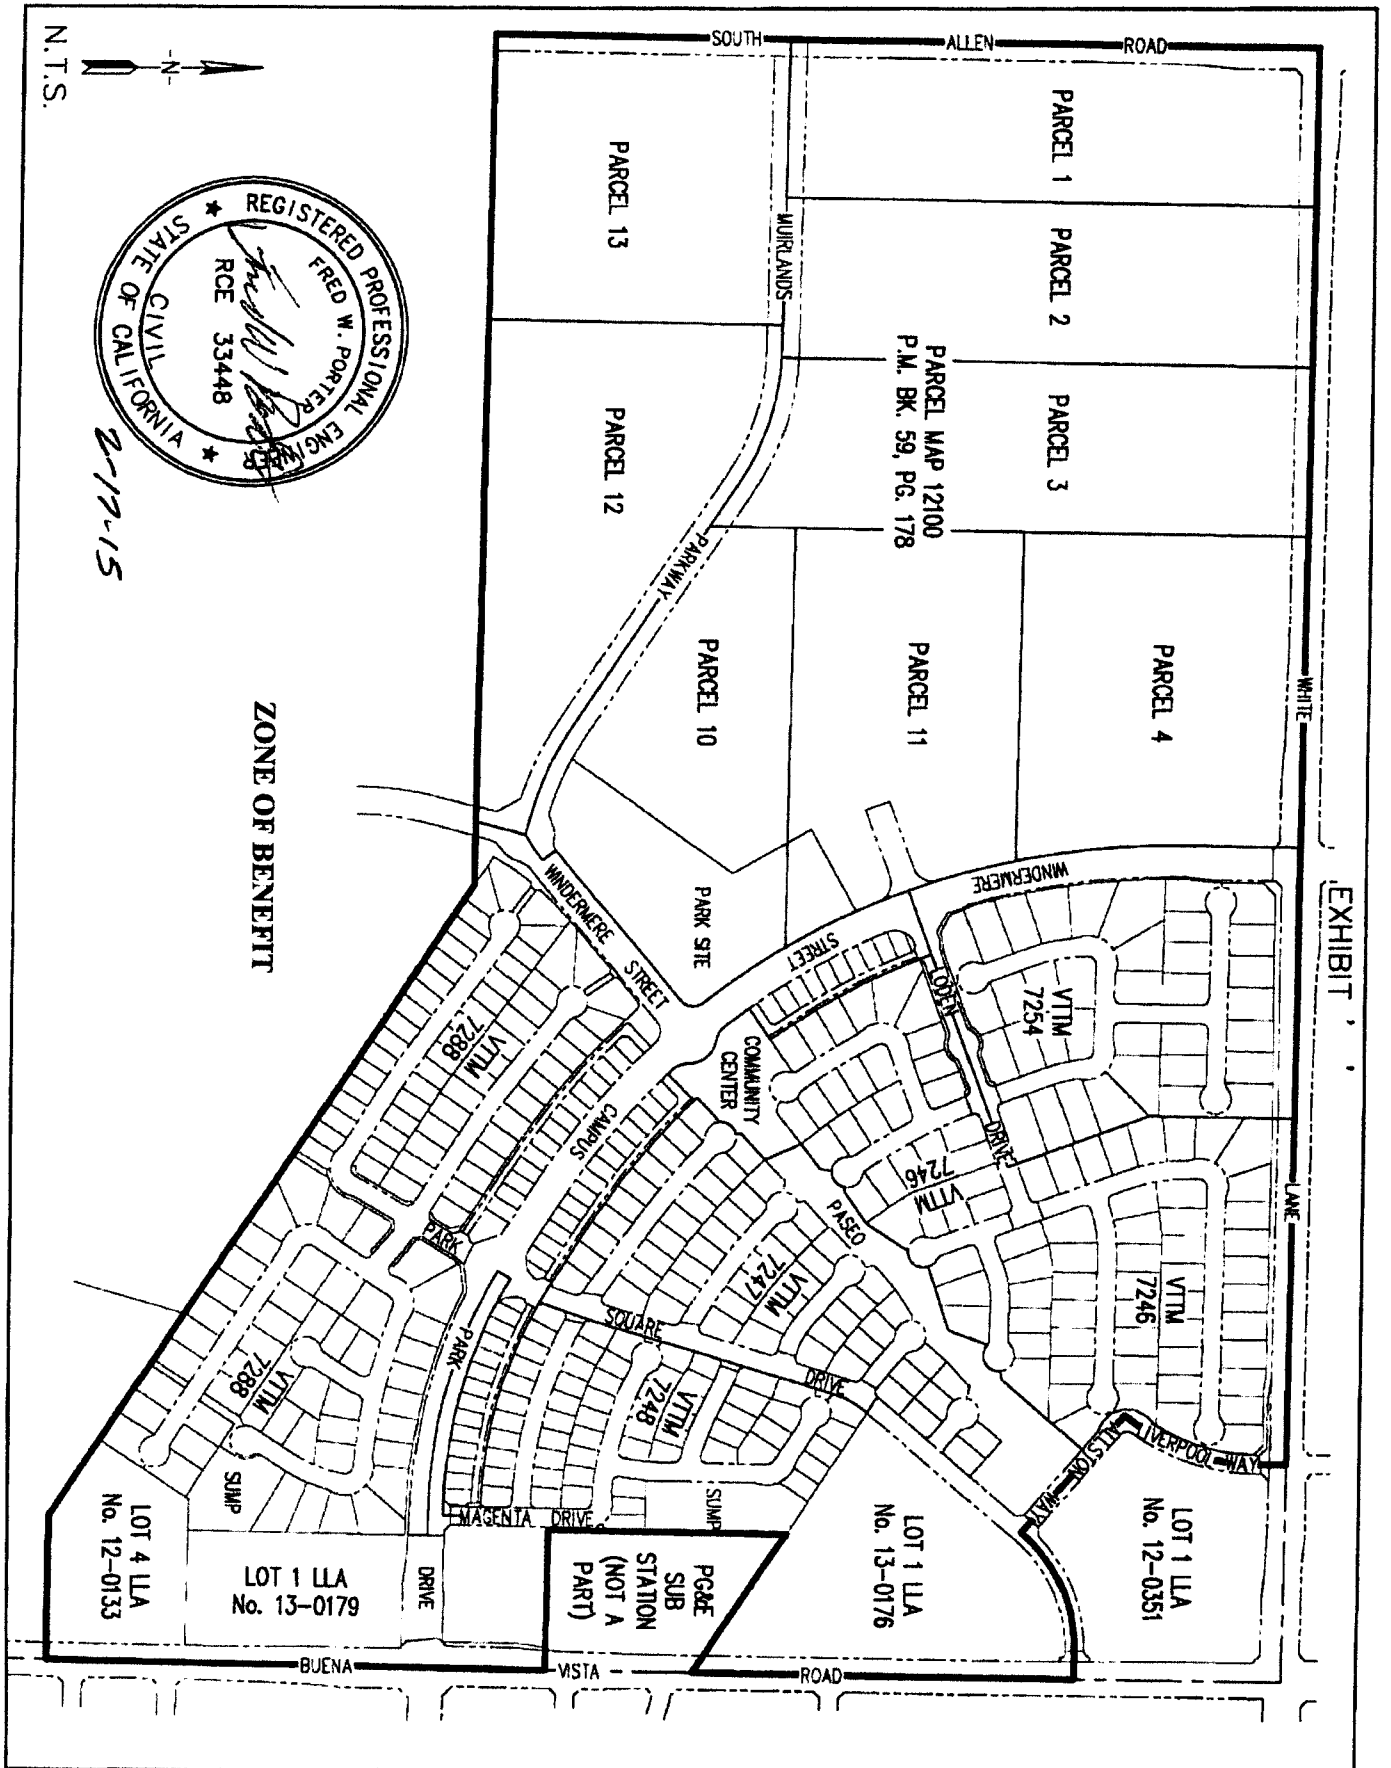 EXHIBIT ' '
WHITE
LANE
SOUTH
ALLEN
ROAD
PARCEL 1
PARCEL 2
PARCEL 3
PARCEL 4
PARCEL MAP 12100
P.M. BK. 59, PG. 178
PARCEL 11
PARCEL 10
PARCEL 13
PARCEL 12
MUIRLANDS
PARKWAY
WINDERMERE
STREET
WINDERMERE
STREET
PARK SITE
COMMUNITY
CENTER
LODEN
DRIVE
VTTM
7254
VTTM
7246
VTTM
7246
PASEO
VTTM
7247
VTTM
7248
VTTM
7288
VTTM
7288
CAMPUS
PARK
PARK
DRIVE
SQUARE
DRIVE
LIVERPOOL WAY
ALLSTON WAY
LOT 1 LLA
No. 12-0351
LOT 1 LLA
No. 13-0176
SUMP
PG&E
SUB
STATION
(NOT A
PART)
MAGENTA DRIVE
SUMP
LOT 1 LLA
No. 13-0179
LOT 4 LLA
No. 12-0133
BUENA
VISTA
ROAD
ZONE OF BENEFIT
REGISTERED PROFESSIONAL ENGINEER
FRED W. PORTER
RCE 33448
CIVIL
STATE OF CALIFORNIA
2-17-15
-N-
N.T.S.